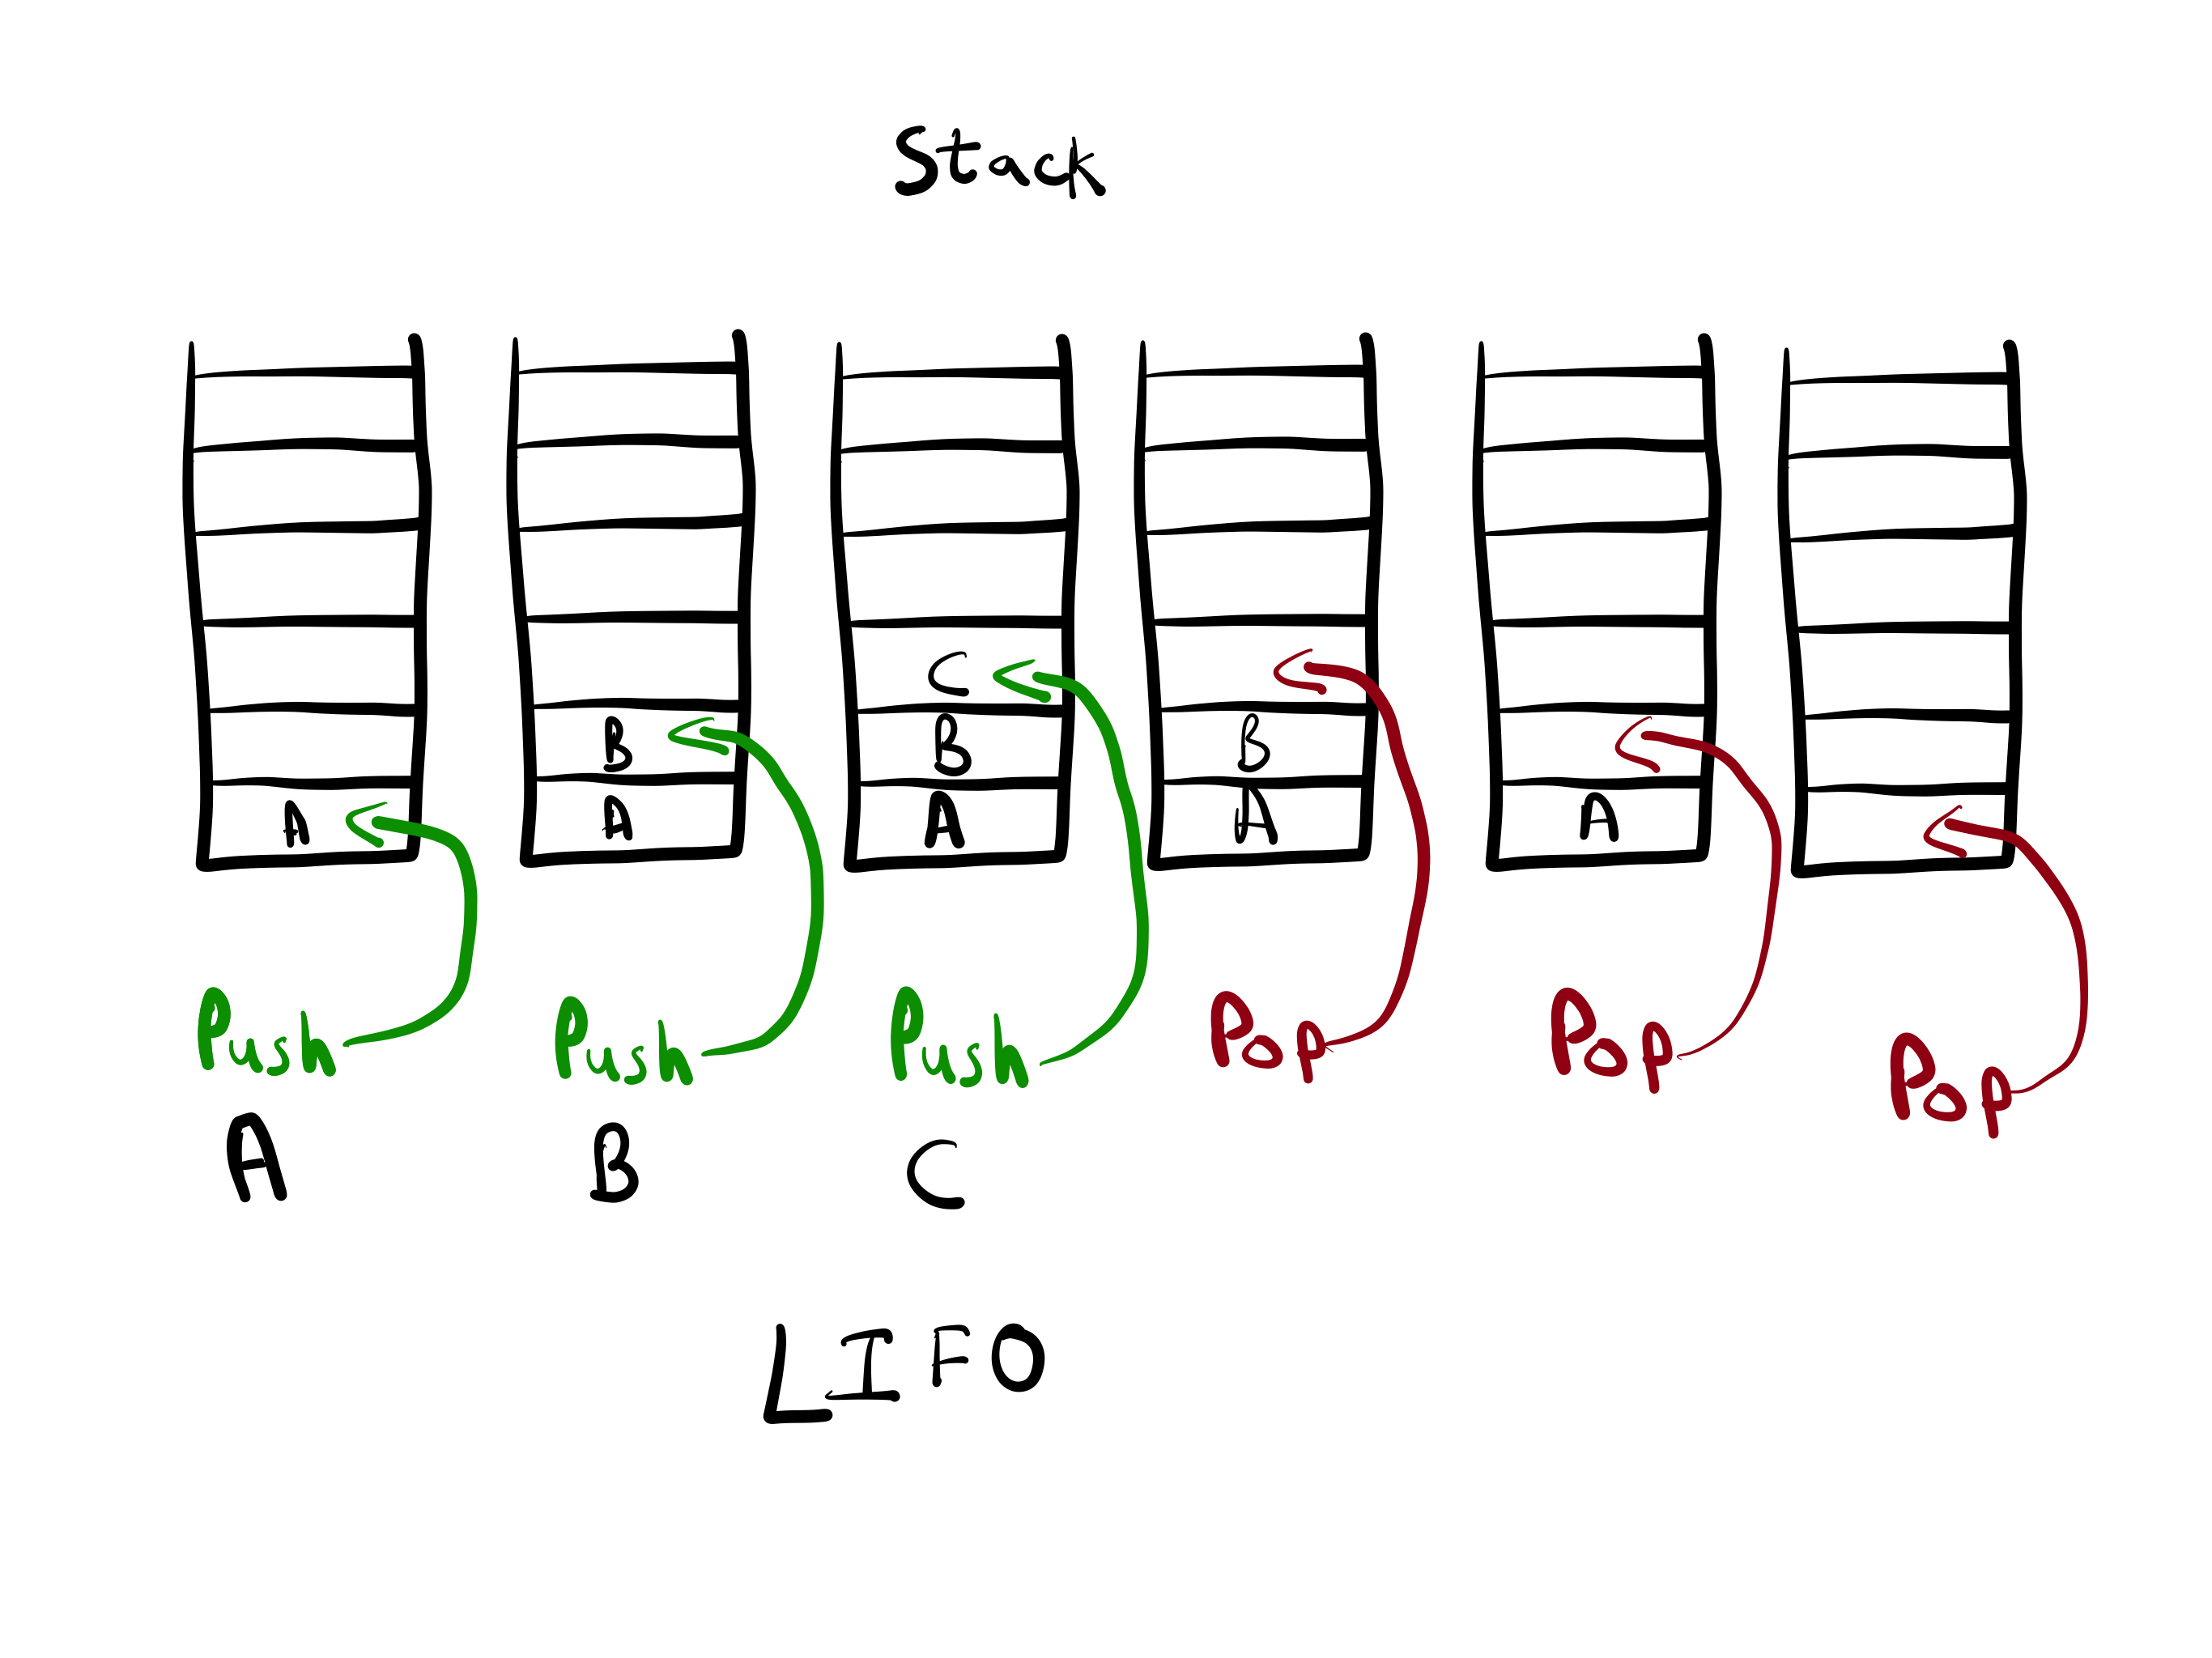 Stack
C
B B B
A A A A A
Push Push Push Pop Pop Pop
A B C
LIFO